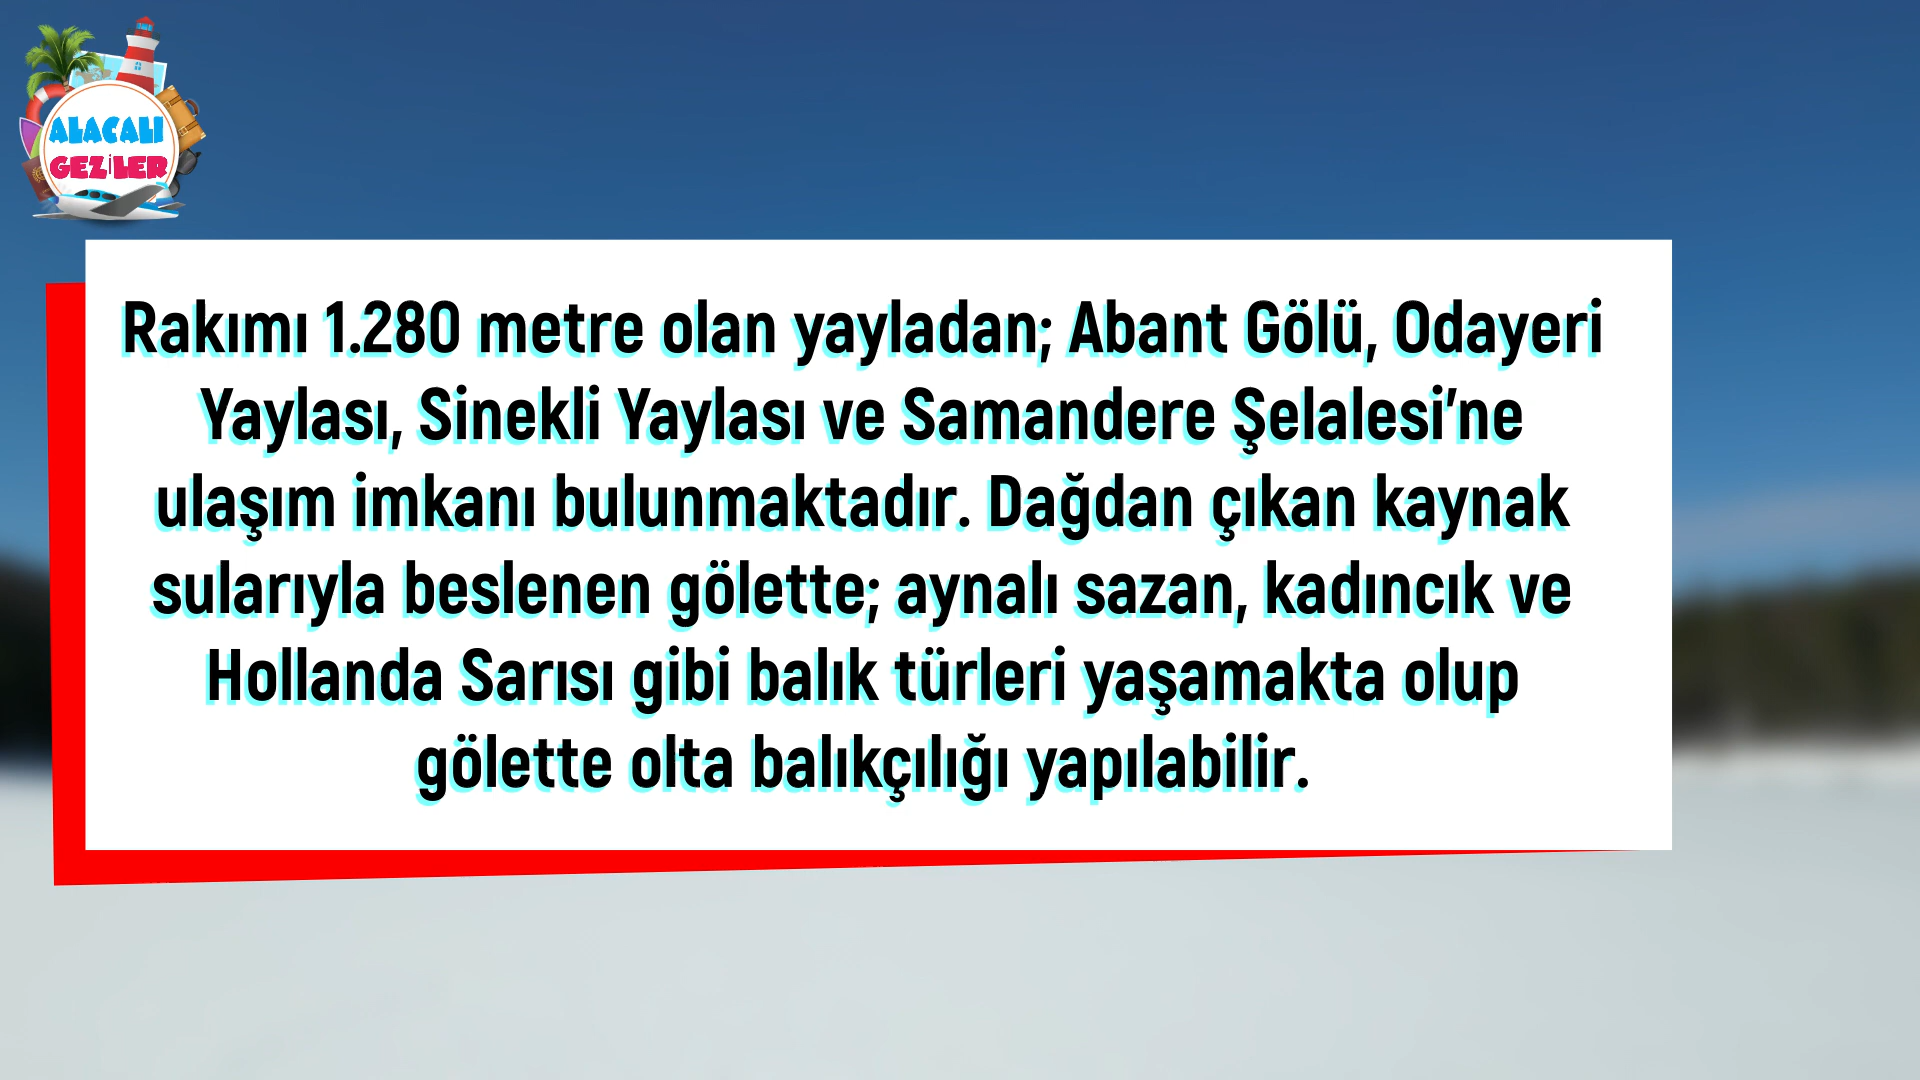 ALACALI
GEZİLER
Rakımı 1.280 metre olan yayladan; Abant Gölü, Odayeri
Yaylası, Sinekli Yaylası ve Samandere Şelalesi'ne
ulaşım imkanı bulunmaktadır. Dağdan çıkan kaynak
sularıyla beslenen gölette; aynalı sazan, kadıncık ve
Hollanda Sarısı gibi balık türleri yaşamakta olup
gölette olta balıkçılığı yapılabilir.